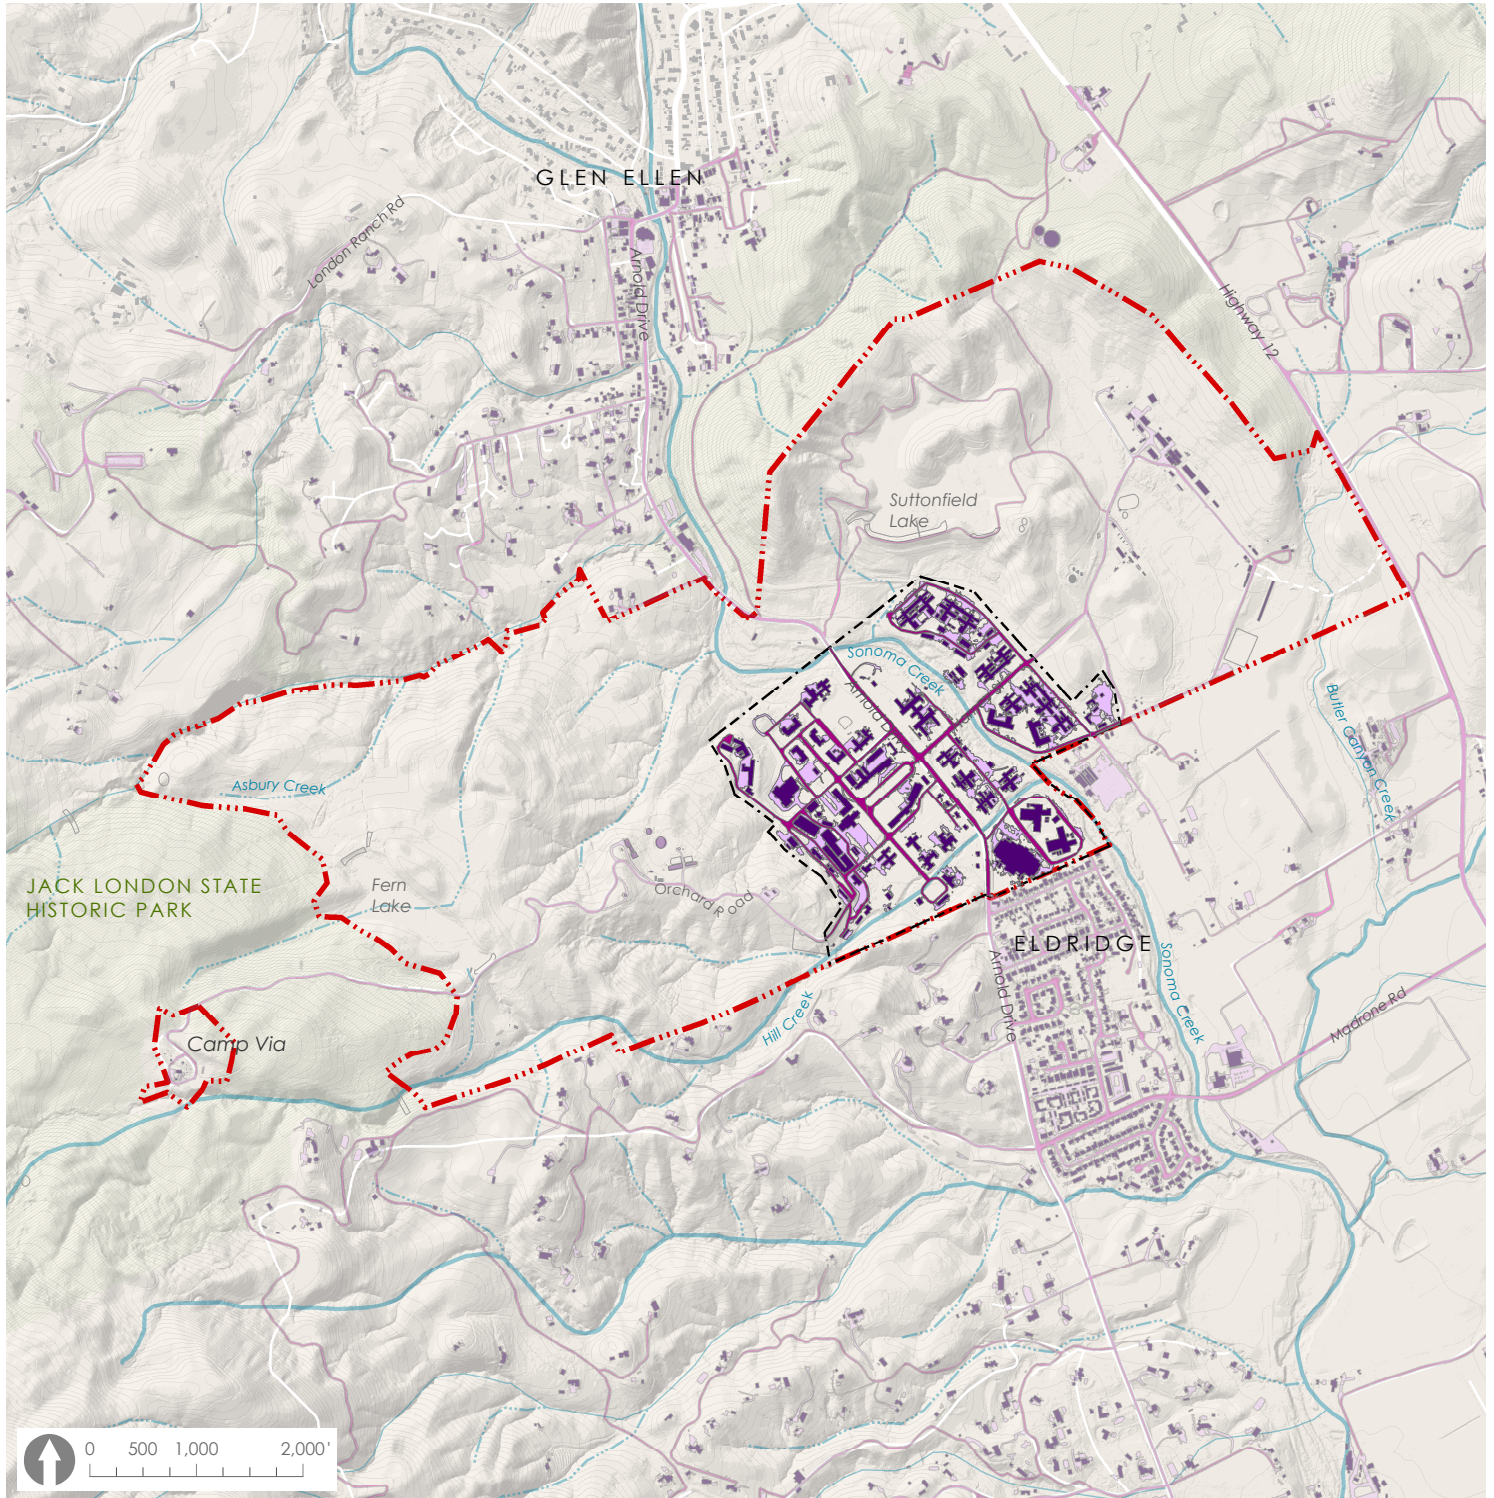 GLEN ELLEN
London Ranch Rd
Arnold Drive
Highway 12
Suttonfield
Lake
Sonoma Creek
Arnold D
Butler Canyon Creek
Asbury Creek
JACK LONDON STATE
HISTORIC PARK
Fern
Lake
Orchard Road
ELDRIDGE
Arnold Drive
Sonoma Creek
Hill Creek
Madrone Rd
Camp Via
0 500 1,000 2,000'